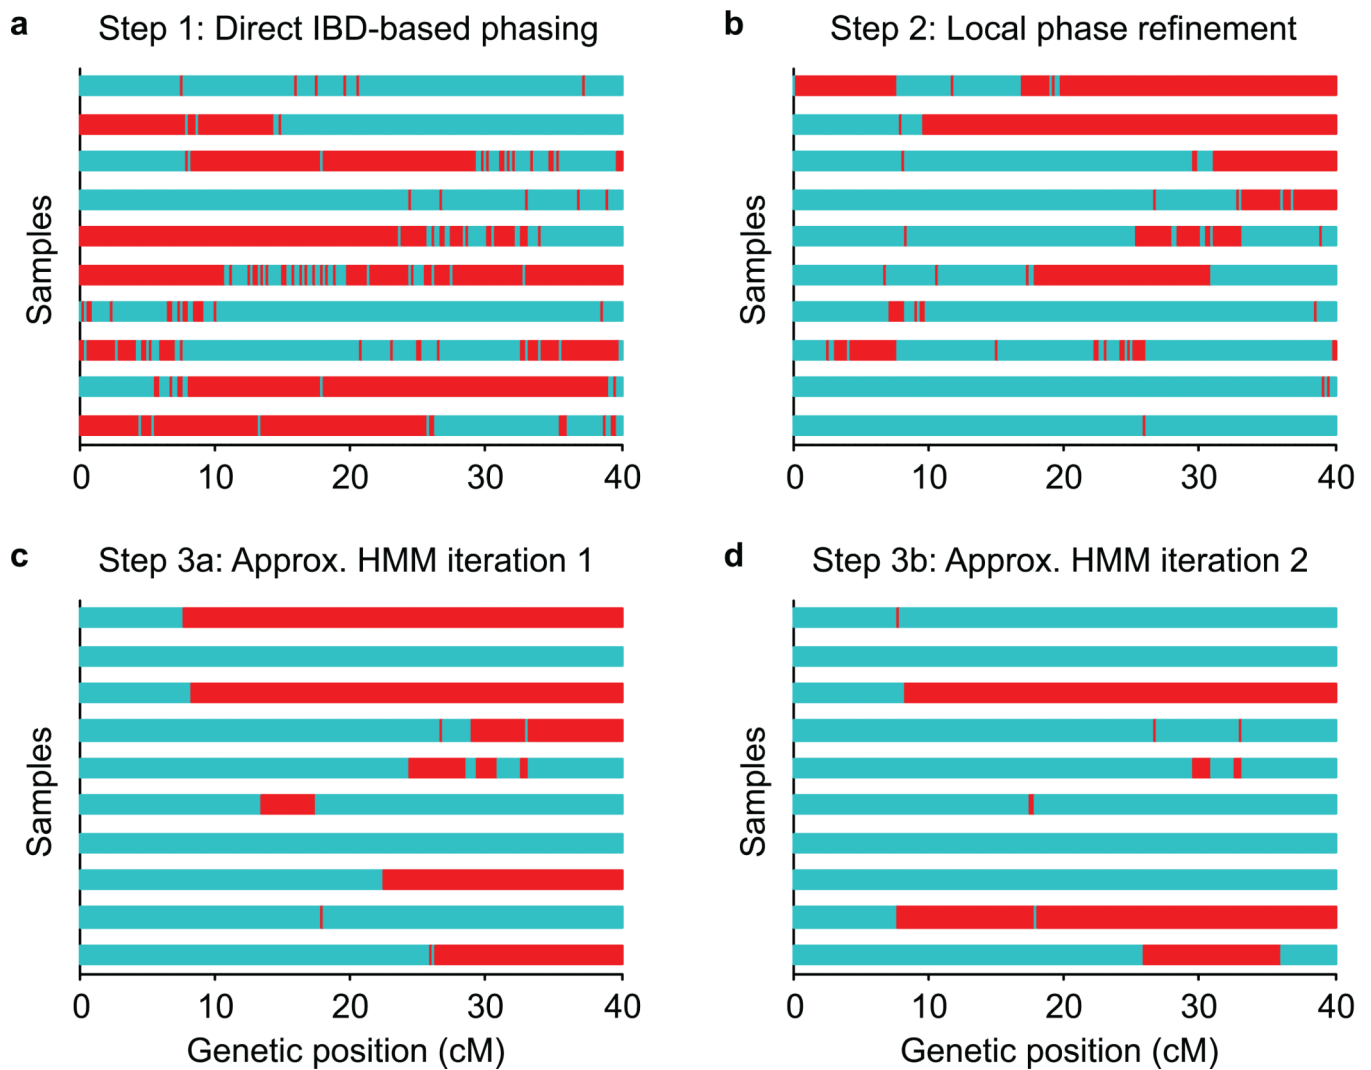 a Step 1: Direct IBD-based phasing
Samples
0 10 20 30 40
b Step 2: Local phase refinement
Samples
0 10 20 30 40
c Step 3a: Approx. HMM iteration 1
Samples
0 10 20 30 40
Genetic position (cM)
d Step 3b: Approx. HMM iteration 2
Samples
0 10 20 30 40
Genetic position (cM)